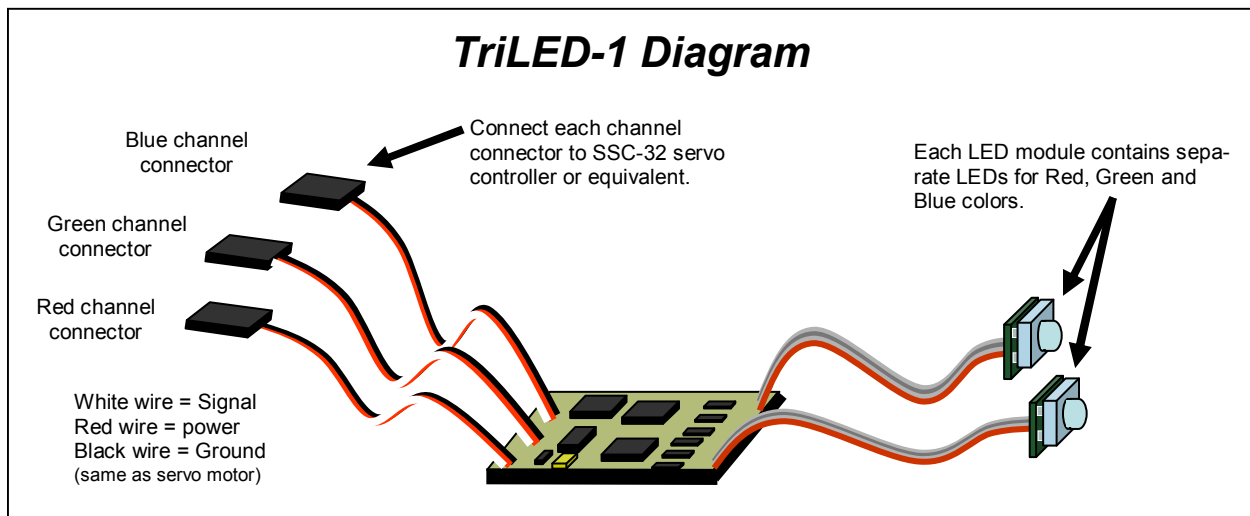 TriLED-1 Diagram
Blue channel
connector
Connect each channel
connector to SSC-32 servo
controller or equivalent.
Each LED module contains sepa-
rate LEDs for Red, Green and
Blue colors.
Green channel
connector
Red channel
connector
White wire = Signal
Red wire = power
Black wire = Ground
(same as servo motor)